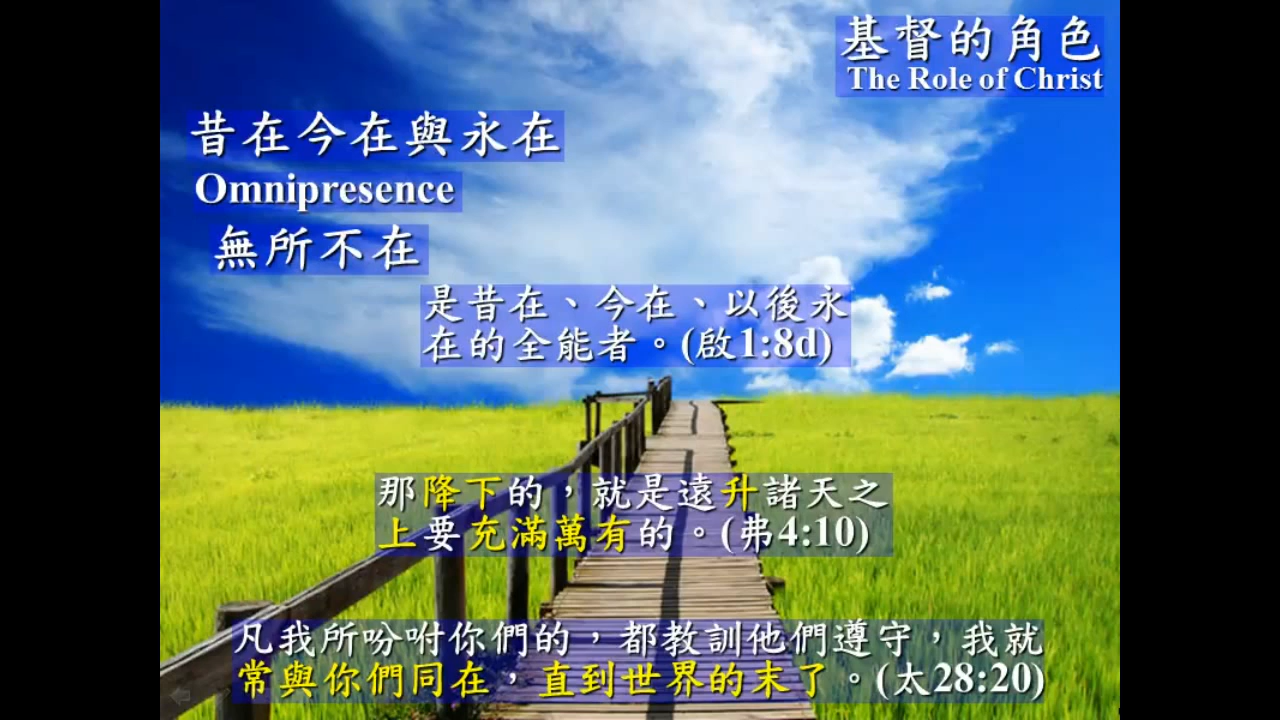 基督的角色
The Role of Christ
昔在今在與永在
Omnipresence
無所不在
是昔在、今在、以後永
在的全能者。(啟1:8d)
那降下的，就是遠升諸天之
上要充滿萬有的。(弗4:10)
凡我所吩咐你們的，都教訓他們遵守，我就
常與你們同在，直到世界的末了。(太28:20)